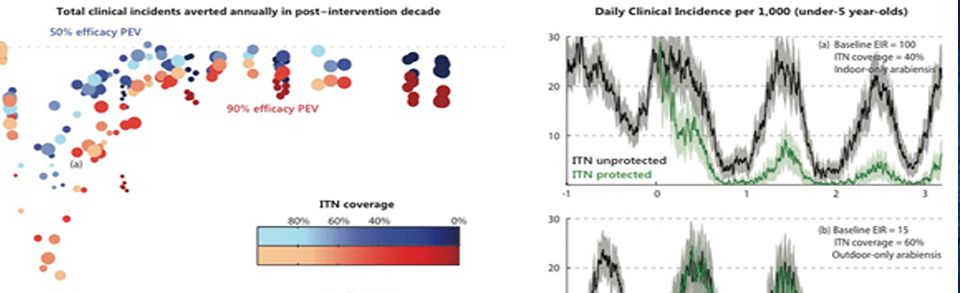 Total clinical incidents averted annually in post-intervention decade
50% efficacy PEV
90% efficacy PEV
(a)
ITN coverage
80% 60% 40% 0%
Daily Clinical Incidence per 1,000 (under-5 year-olds)
30
20
10
(a) Baseline EIR = 100
ITN coverage = 40%
Indoor-only arabiensis
ITN unprotected
ITN protected
-1 0 1 2 3
30
20
(b) Baseline EIR = 15
ITN coverage = 60%
Outdoor-only arabiensis